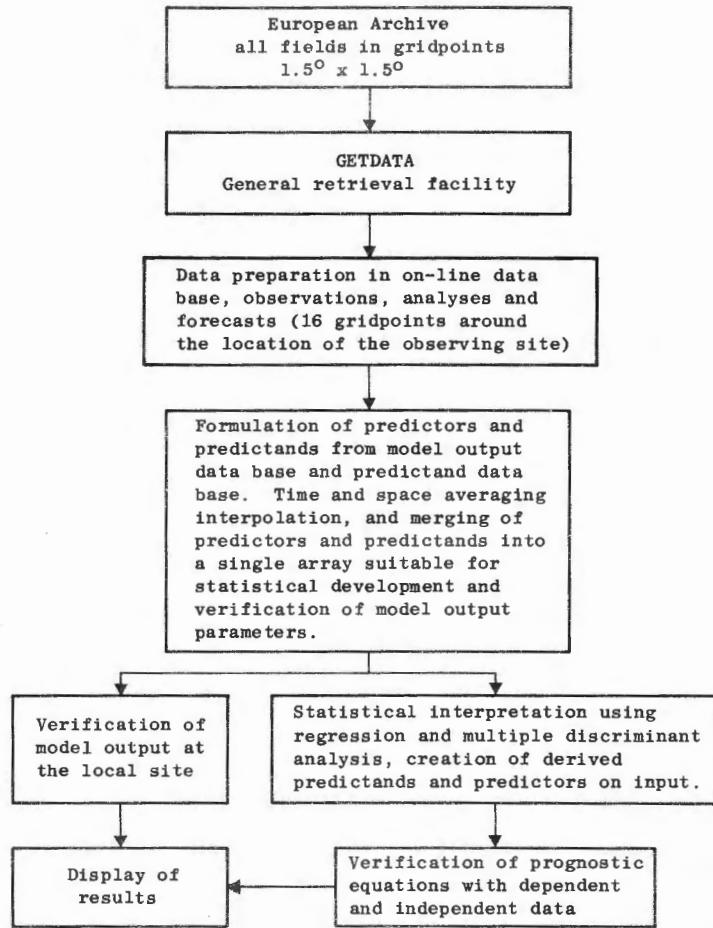 European Archive
all fields in gridpoints
1.5° x 1.5°
GETDATA
General retrieval facility
Data preparation in on-line data
base, observations, analyses and
forecasts (16 gridpoints around
the location of the observing site)
Formulation of predictors and
predictands from model output
data base and predictand data
base. Time and space averaging
interpolation, and merging of
predictors and predictands into
a single array suitable for
statistical development and
verification of model output
parameters.
Verification of
model output at
the local site
Statistical interpretation using
regression and multiple discriminant
analysis, creation of derived
predictands and predictors on input.
Display of
results
Verification of prognostic
equations with dependent
and independent data